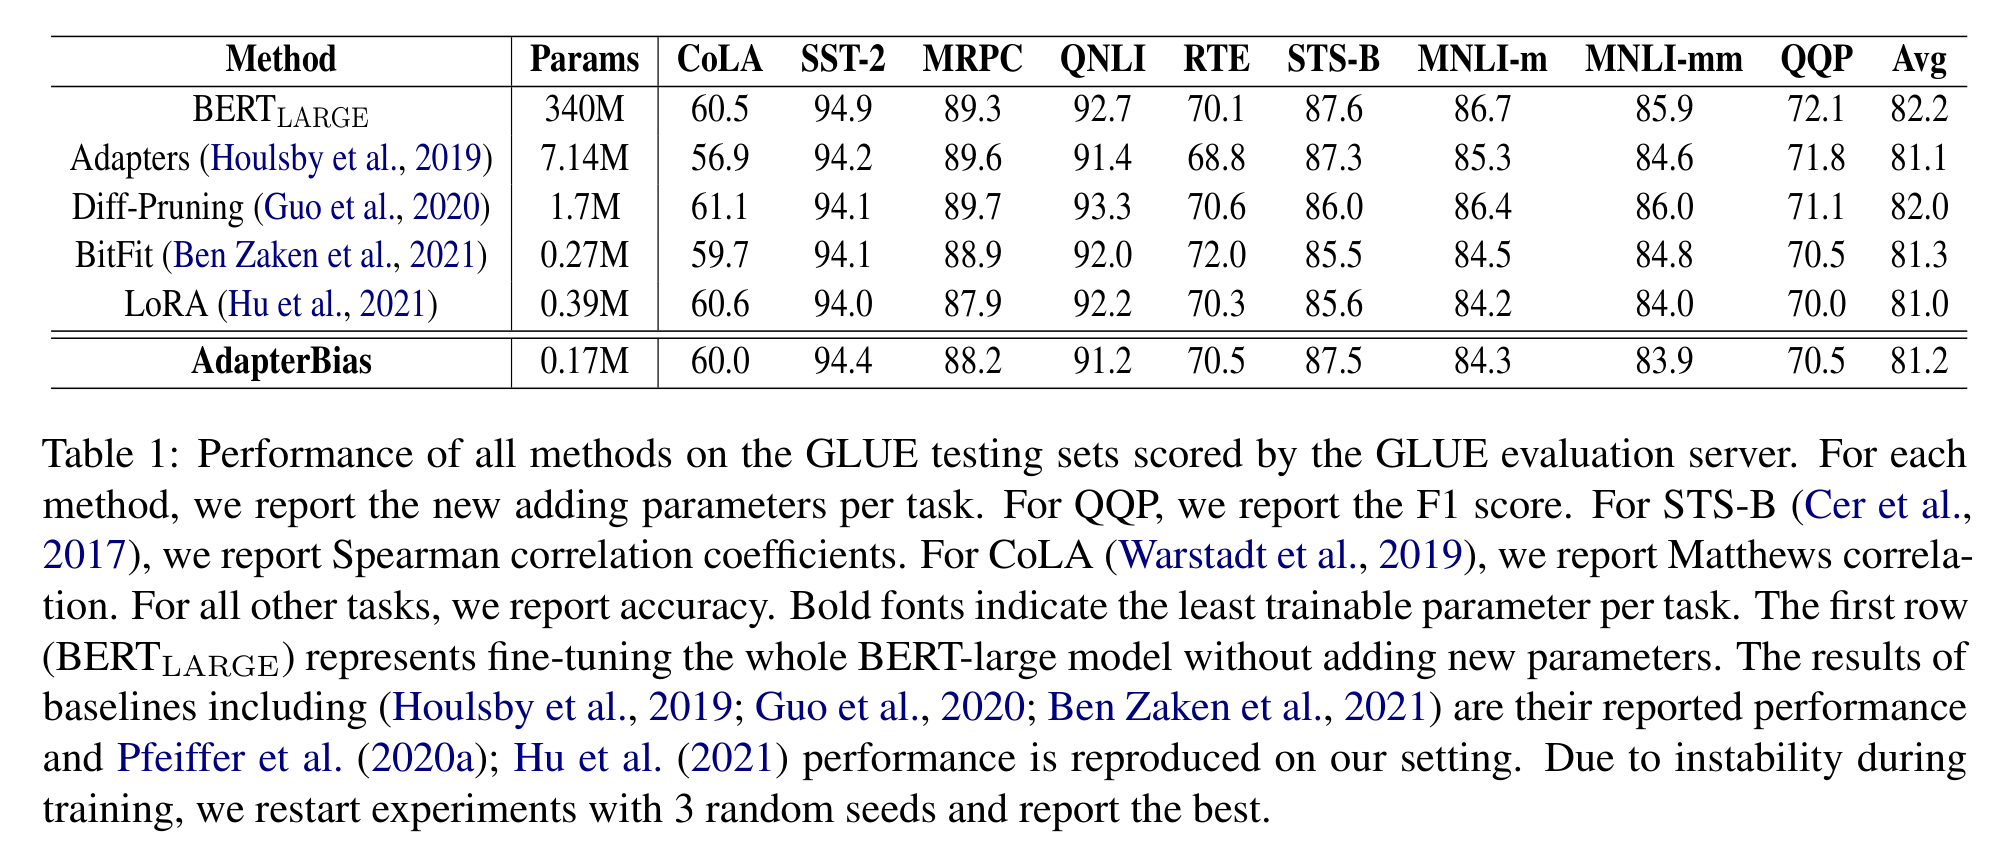 Method Params CoLA SST-2 MRPC QNLI RTE STS-B MNLI-m MNLI-mm QQP Avg
BERT_LARGE 340M 60.5 94.9 89.3 92.7 70.1 87.6 86.7 85.9 72.1 82.2
Adapters (Houlsby et al., 2019) 7.14M 56.9 94.2 89.6 91.4 68.8 87.3 85.3 84.6 71.8 81.1
Diff-Pruning (Guo et al., 2020) 1.7M 61.1 94.1 89.7 93.3 70.6 86.0 86.4 86.0 71.1 82.0
BitFit (Ben Zaken et al., 2021) 0.27M 59.7 94.1 88.9 92.0 72.0 85.5 84.5 84.8 70.5 81.3
LoRA (Hu et al., 2021) 0.39M 60.6 94.0 87.9 92.2 70.3 85.6 84.2 84.0 70.0 81.0
AdapterBias 0.17M 60.0 94.4 88.2 91.2 70.5 87.5 84.3 83.9 70.5 81.2
Table 1: Performance of all methods on the GLUE testing sets scored by the GLUE evaluation server. For each
method, we report the new adding parameters per task. For QQP, we report the F1 score. For STS-B (Cer et al.,
2017), we report Spearman correlation coefficients. For CoLA (Warstadt et al., 2019), we report Matthews correla-
tion. For all other tasks, we report accuracy. Bold fonts indicate the least trainable parameter per task. The first row
(BERT_LARGE) represents fine-tuning the whole BERT-large model without adding new parameters. The results of
baselines including (Houlsby et al., 2019; Guo et al., 2020; Ben Zaken et al., 2021) are their reported performance
and Pfeiffer et al. (2020a); Hu et al. (2021) performance is reproduced on our setting. Due to instability during
training, we restart experiments with 3 random seeds and report the best.